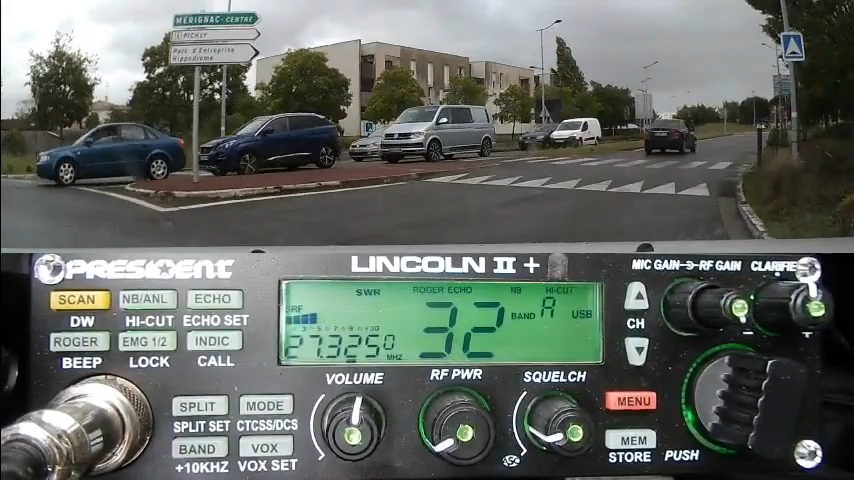 MÉRIGNAC-CENTRE
PICHEY
Parc d'Entreprise
Hippodrome
PRESIDENT
LINCOLN II +
MIC GAIN RF GAIN CLARIFIER
SCAN NB/ANL ECHO
DW HI-CUT ECHO SET
ROGER EMG 1/2 INDIC
BEEP LOCK CALL
SWR ROGER ECHO NB HI-CUT
SRF
32 BAND A USB
27.3250 MHZ
CH
VOLUME RF PWR SQUELCH
SPLIT MODE
SPLIT SET CTCSS/DCS
BAND VOX
+10KHZ VOX SET
ASC
MENU
MEM
STORE PUSH